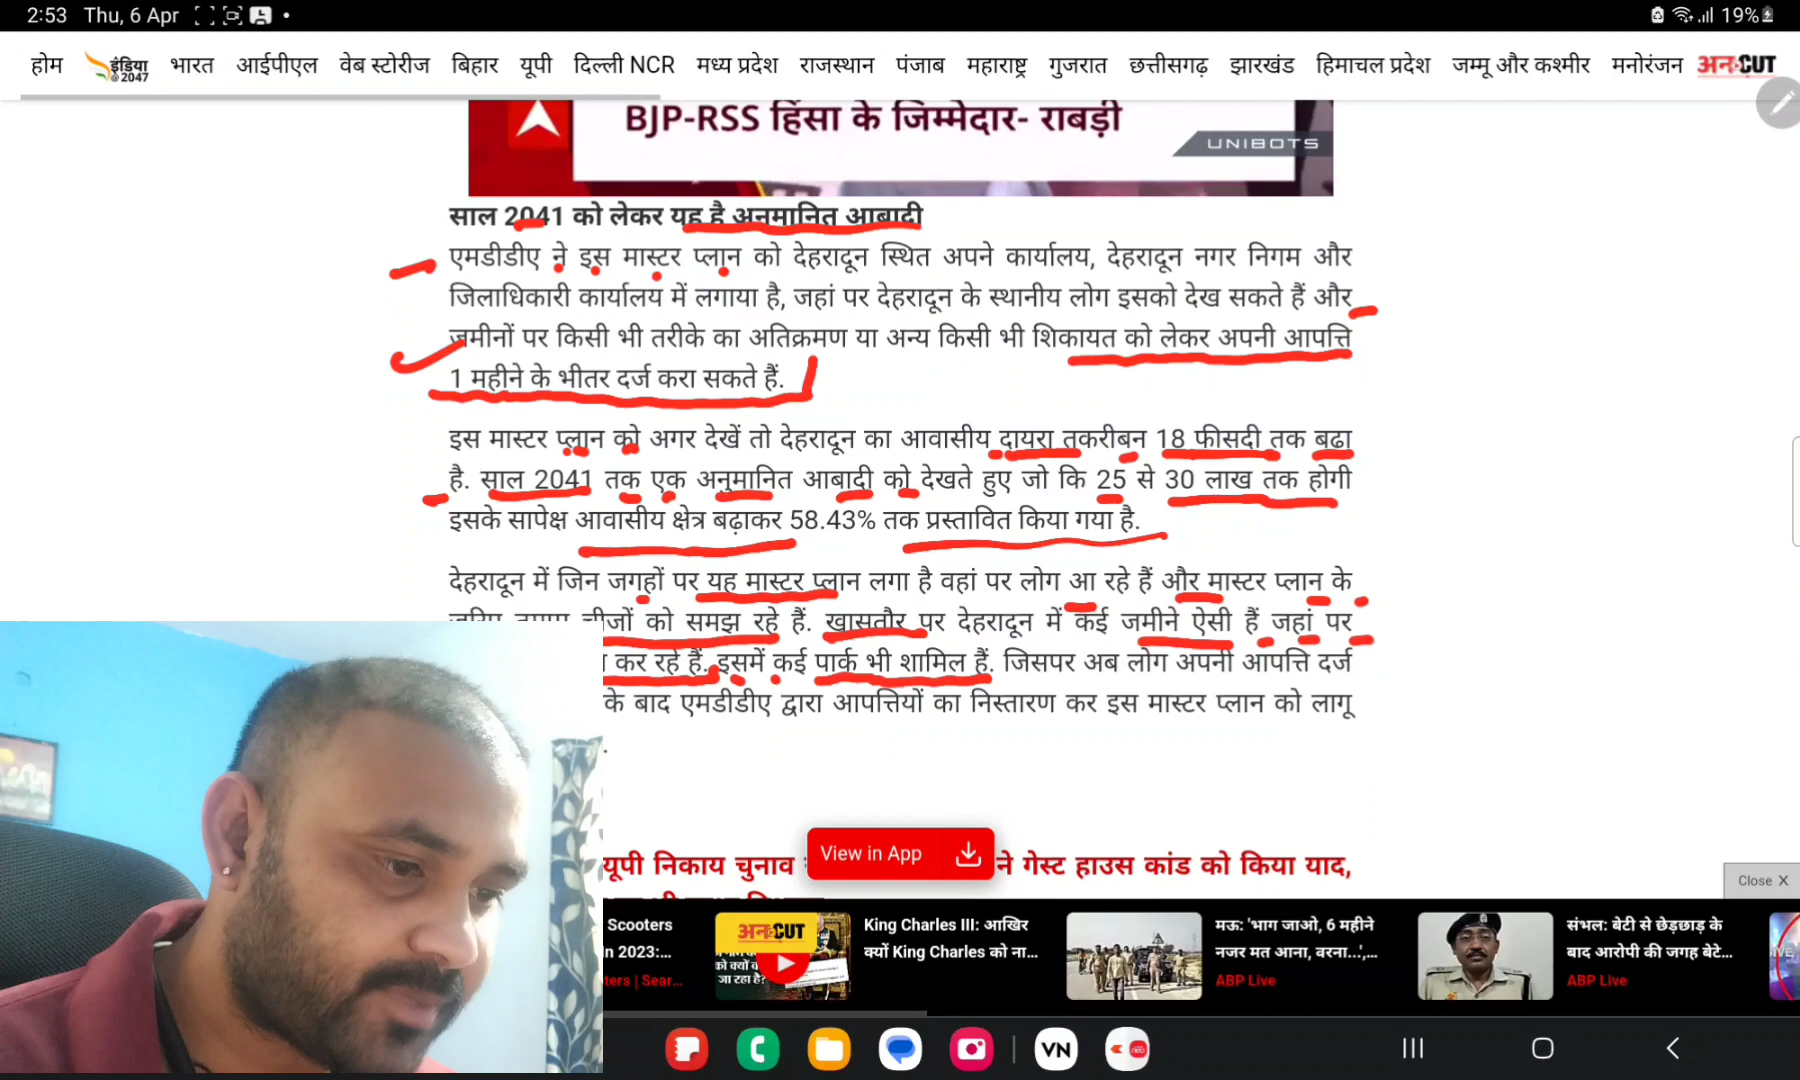 2:53 Thu, 6 Apr
19%
होम इंडिया @ 2047 भारत आईपीएल वेब स्टोरीज बिहार यूपी दिल्ली NCR मध्य प्रदेश राजस्थान पंजाब महाराष्ट्र गुजरात छत्तीसगढ़ झारखंड हिमाचल प्रदेश जम्मू और कश्मीर मनोरंजन अनCUT
BJP-RSS हिंसा के जिम्मेदार- राबड़ी
UNIBOTS
साल 2041 को लेकर यह है अनुमानित आबादी
एमडीडीए ने इस मास्टर प्लान को देहरादून स्थित अपने कार्यालय, देहरादून नगर निगम और
जिलाधिकारी कार्यालय में लगाया है, जहां पर देहरादून के स्थानीय लोग इसको देख सकते हैं और
जमीनों पर किसी भी तरीके का अतिक्रमण या अन्य किसी भी शिकायत को लेकर अपनी आपत्ति
1 महीने के भीतर दर्ज करा सकते हैं.
इस मास्टर प्लान को अगर देखें तो देहरादून का आवासीय दायरा तकरीबन 18 फीसदी तक बढ़ा
है. साल 2041 तक एक अनुमानित आबादी को देखते हुए जो कि 25 से 30 लाख तक होगी
इसके सापेक्ष आवासीय क्षेत्र बढ़ाकर 58.43% तक प्रस्तावित किया गया है.
देहरादून में जिन जगहों पर यह मास्टर प्लान लगा है वहां पर लोग आ रहे हैं और मास्टर प्लान के
को समझ रहे हैं. खासतौर पर देहरादून में कई जमीने ऐसी हैं जहां पर
कर रहे हैं. इसमें कई पार्क भी शामिल हैं. जिसपर अब लोग अपनी आपत्ति दर्ज
के बाद एमडीडीए द्वारा आपत्तियों का निस्तारण कर इस मास्टर प्लान को लागू
यूपी निकाय चुनाव
ने गेस्ट हाउस कांड को किया याद,
View in App
Close X
Scooters
In 2023:...
Sear...
अनCUT
जा रहा है?
King Charles III: आखिर
क्यों King Charles को ना...
मऊ: 'भाग जाओ, 6 महीने
नजर मत आना, वरना...',...
ABP Live
संभल: बेटी से छेड़छाड़ के
बाद आरोपी की जगह बेटे...
ABP Live
VN